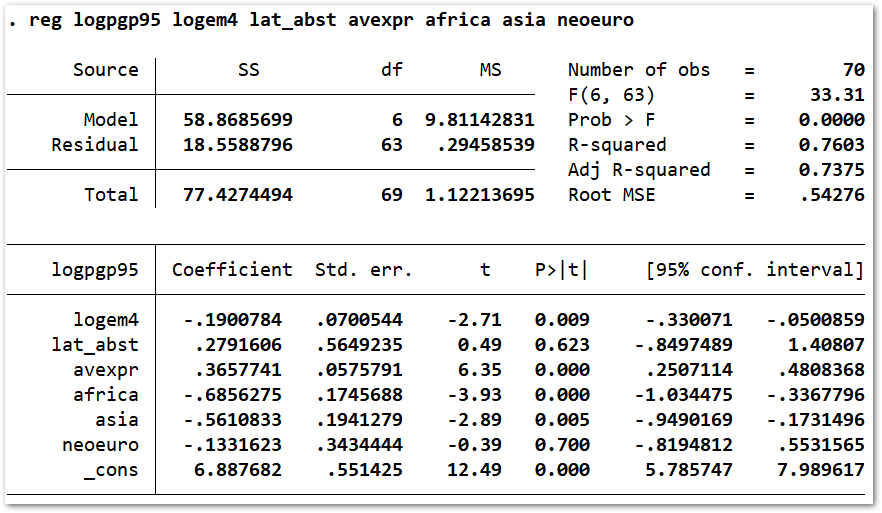 . reg logpgp95 logem4 lat_abst avexpr africa asia neoeuro
Source SS df MS Number of obs = 70
F(6, 63) = 33.31
Model 58.8685699 6 9.81142831 Prob > F = 0.0000
Residual 18.5588796 63 .29458539 R-squared = 0.7603
Adj R-squared = 0.7375
Total 77.4274494 69 1.12213695 Root MSE = .54276
logpgp95 Coefficient Std. err. t P>|t| [95% conf. interval]
logem4 -.1900784 .0700544 -2.71 0.009 -.330071 -.0500859
lat_abst .2791606 .5649235 0.49 0.623 -.8497489 1.40807
avexpr .3657741 .0575791 6.35 0.000 .2507114 .4808368
africa -.6856275 .1745688 -3.93 0.000 -1.034475 -.3367796
asia -.5610833 .1941279 -2.89 0.005 -.9490169 -.1731496
neoeuro -.1331623 .3434444 -0.39 0.700 -.8194812 .5531565
_cons 6.887682 .551425 12.49 0.000 5.785747 7.989617